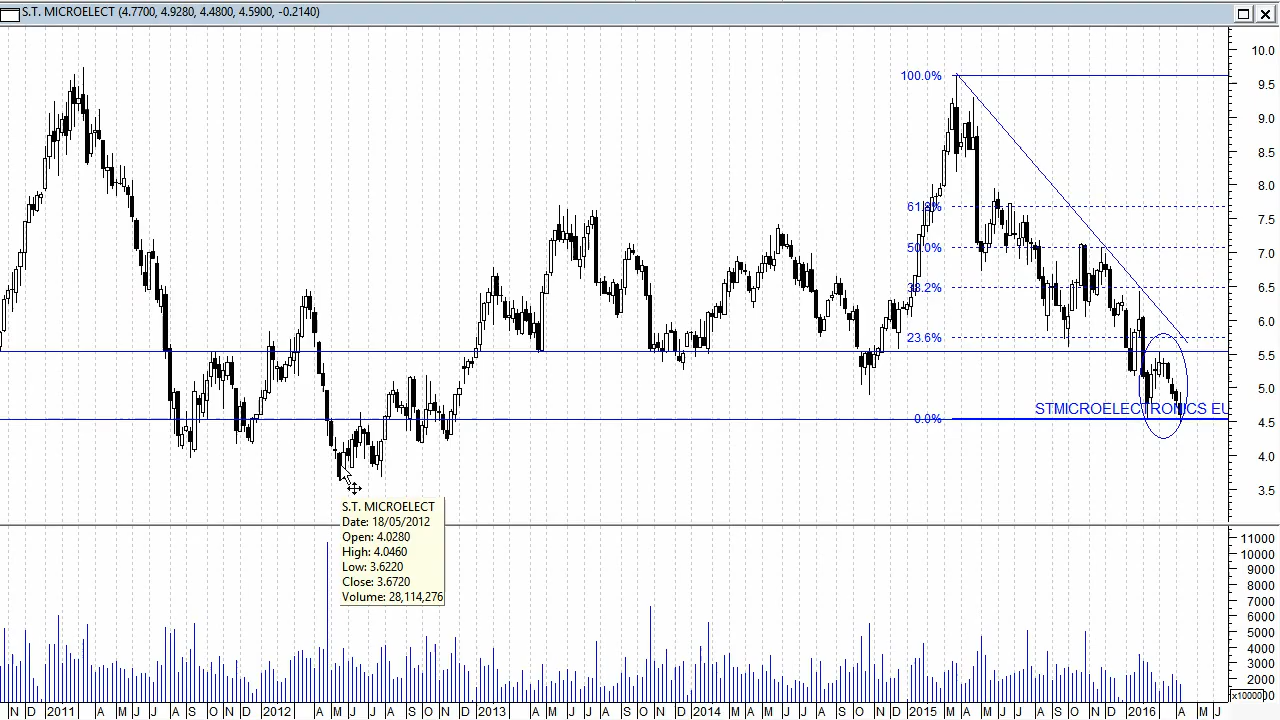 S.T. MICROELECT (4.7700, 4.9280, 4.4800, 4.5900, -0.2140)
10.0
100.0%
9.5
9.0
8.5
8.0
61.8%
7.5
50.0%
7.0
38.2%
6.5
6.0
23.6%
5.5
5.0
STMICROELECTRONICS EU
0.0%
4.5
4.0
3.5
S.T. MICROELECT
Date: 18/05/2012
Open: 4.0280
High: 4.0460
Low: 3.6220
Close: 3.6720
Volume: 28,114,276
11000
10000
9000
8000
7000
6000
5000
4000
3000
2000
x10000
N D 2011 A M J J A S N D 2012 A M J J A S O N D 2013 A M J J A S O N D 2014 A M J J A S O N D 2015 A M J J A S O N D 2016 A M J